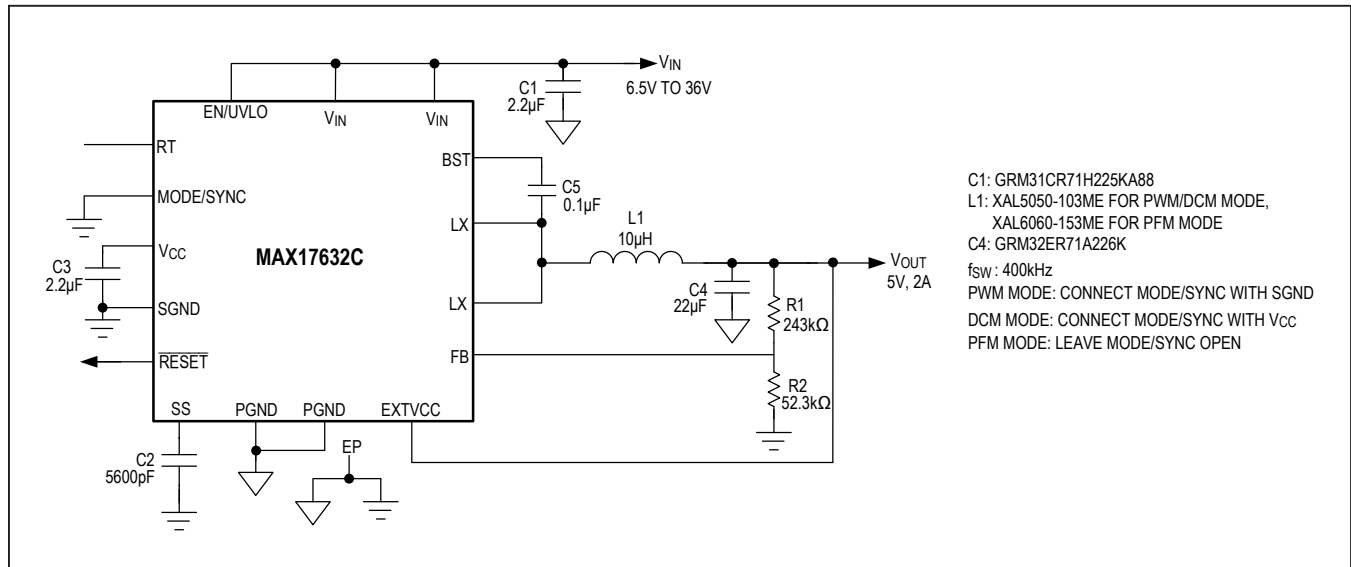 VIN
6.5V TO 36V
C1
2.2µF
EN/UVLO
VIN
VIN
RT
BST
MODE/SYNC
C5
0.1µF
LX
VCC
MAX17632C
L1
10µH
C3
2.2µF
VOUT
5V, 2A
LX
C4
22µF
SGND
R1
243kΩ
RESET
FB
R2
52.3kΩ
SS
PGND
PGND
EXTVCC
EP
C2
5600pF
C1: GRM31CR71H225KA88
L1: XAL5050-103ME FOR PWM/DCM MODE,
XAL6060-153ME FOR PFM MODE
C4: GRM32ER71A226K
fSW : 400kHz
PWM MODE: CONNECT MODE/SYNC WITH SGND
DCM MODE: CONNECT MODE/SYNC WITH VCC
PFM MODE: LEAVE MODE/SYNC OPEN